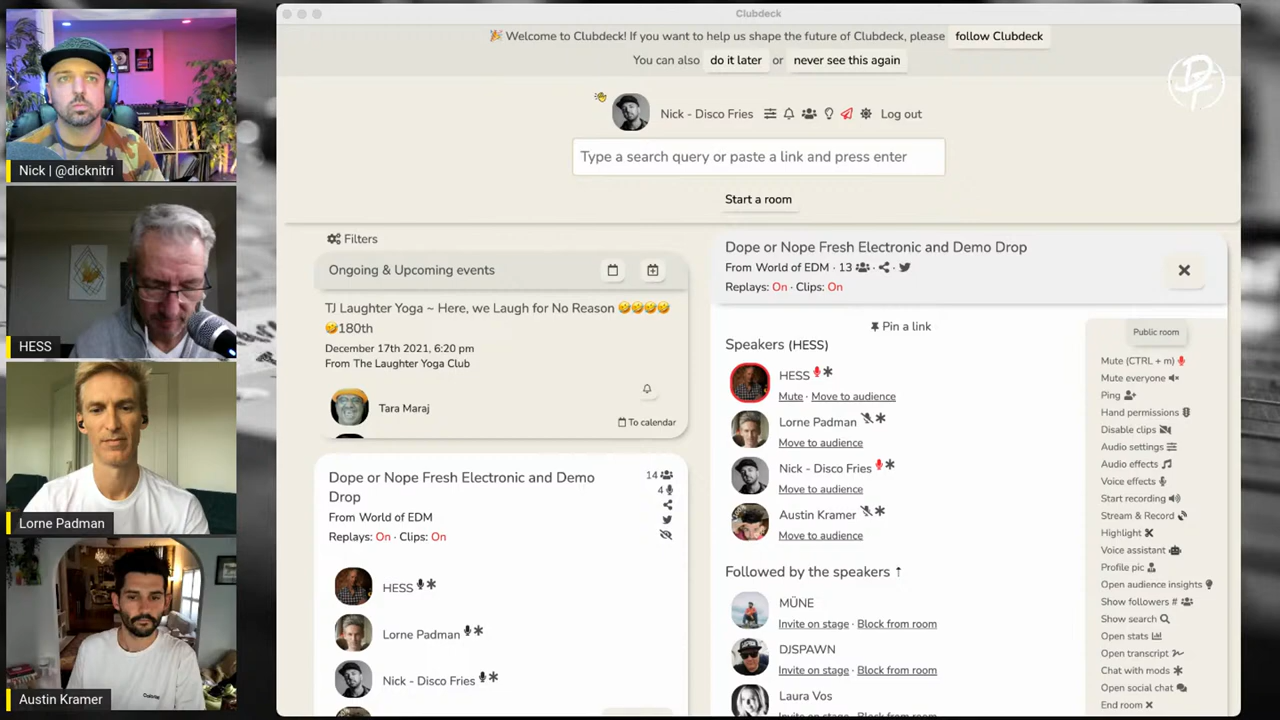 Nick | @dicknitri
HESS
Lorne Padman
Austin Kramer
Clubdeck
🎉 Welcome to Clubdeck! If you want to help us shape the future of Clubdeck, please follow Clubdeck
You can also do it later or never see this again
Nick - Disco Fries Log out
Type a search query or paste a link and press enter
Start a room
Filters
Ongoing & Upcoming events
TJ Laughter Yoga ~ Here, we Laugh for No Reason 🤣🤣🤣🤣
🤣180th
December 17th 2021, 6:20 pm
From The Laughter Yoga Club
Tara Maraj
To calendar
Dope or Nope Fresh Electronic and Demo
Drop
14
4
From World of EDM
Replays: On · Clips: On
HESS
Lorne Padman
Nick - Disco Fries
Dope or Nope Fresh Electronic and Demo Drop
From World of EDM · 13
Replays: On · Clips: On
Pin a link
Speakers (HESS)
HESS
Mute · Move to audience
Lorne Padman
Move to audience
Nick - Disco Fries
Move to audience
Austin Kramer
Move to audience
Followed by the speakers ⇡
MÜNE
Invite on stage · Block from room
DJSPAWN
Invite on stage · Block from room
Laura Vos
Invite on stage · Block from room
Public room
Mute (CTRL + m)
Mute everyone
Ping
Hand permissions
Disable clips
Audio settings
Audio effects
Voice effects
Start recording
Stream & Record
Highlight
Voice assistant
Profile pic
Open audience insights
Show followers #
Show search
Open stats
Open transcript
Chat with mods
Open social chat
End room